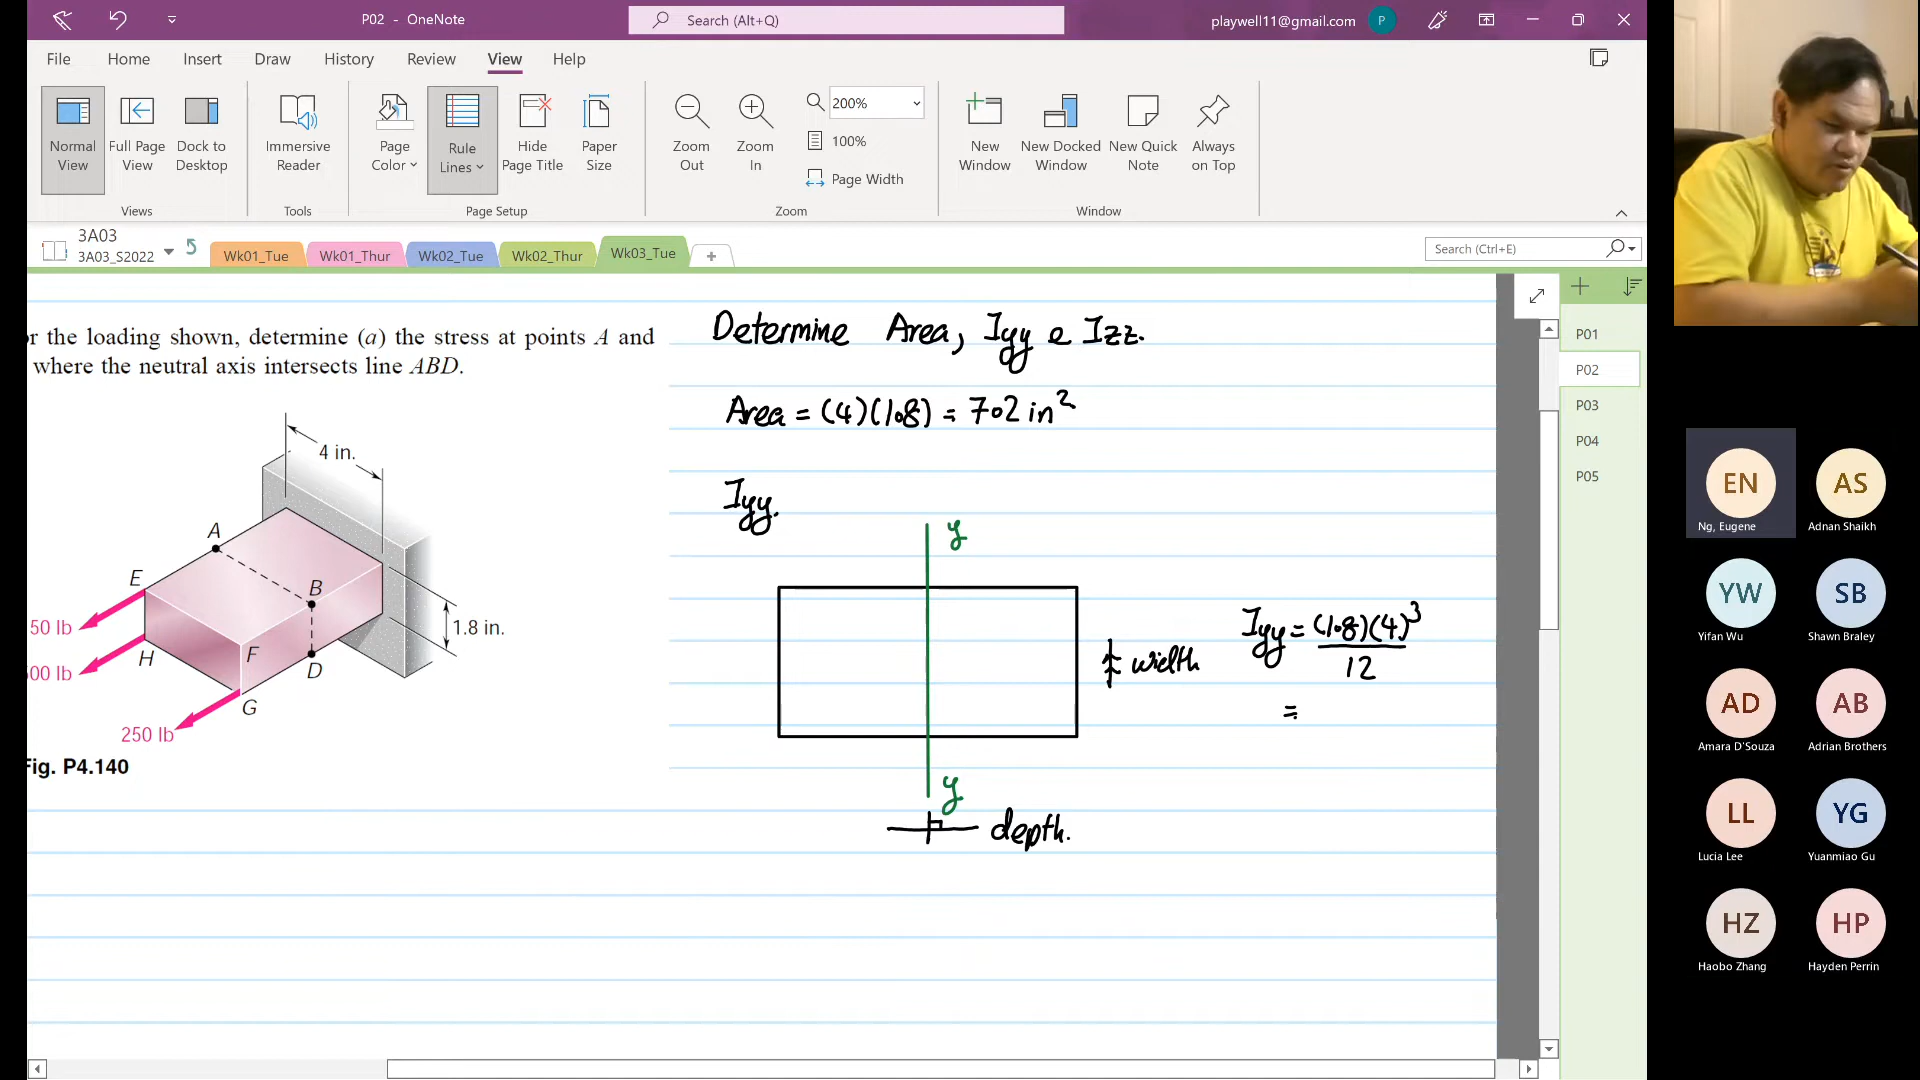 P02 - OneNote
Search (Alt+Q)
playwell11@gmail.com
P
File
Home
Insert
Draw
History
Review
View
Help
Normal View
Full Page View
Dock to Desktop
Immersive Reader
Page Color
Rule Lines
Hide Page Title
Paper Size
Zoom Out
Zoom In
200%
100%
Page Width
New Window
New Docked Window
New Quick Note
Always on Top
Views
Tools
Page Setup
Zoom
Window
3A03
3A03_S2022
Wk01_Tue
Wk01_Thur
Wk02_Tue
Wk02_Thur
Wk03_Tue
Search (Ctrl+E)
P01
P02
P03
P04
P05
or the loading shown, determine (a) the stress at points A and
where the neutral axis intersects line ABD.
4 in.
A
E
B
50 lb
1.8 in.
H
F
D
00 lb
G
250 lb
Fig. P4.140
Determine Area, Iyy e Izz.
Area = (4)(1.8) = 7.2 in²
Iyy.
y
width
Iyy = (1.8)(4)³
12
=
y
depth.
EN
Ng, Eugene
AS
Adnan Shaikh
YW
Yifan Wu
SB
Shawn Braley
AD
Amara D'Souza
AB
Adrian Brothers
LL
Lucia Lee
YG
Yuanmiao Gu
HZ
Haobo Zhang
HP
Hayden Perrin